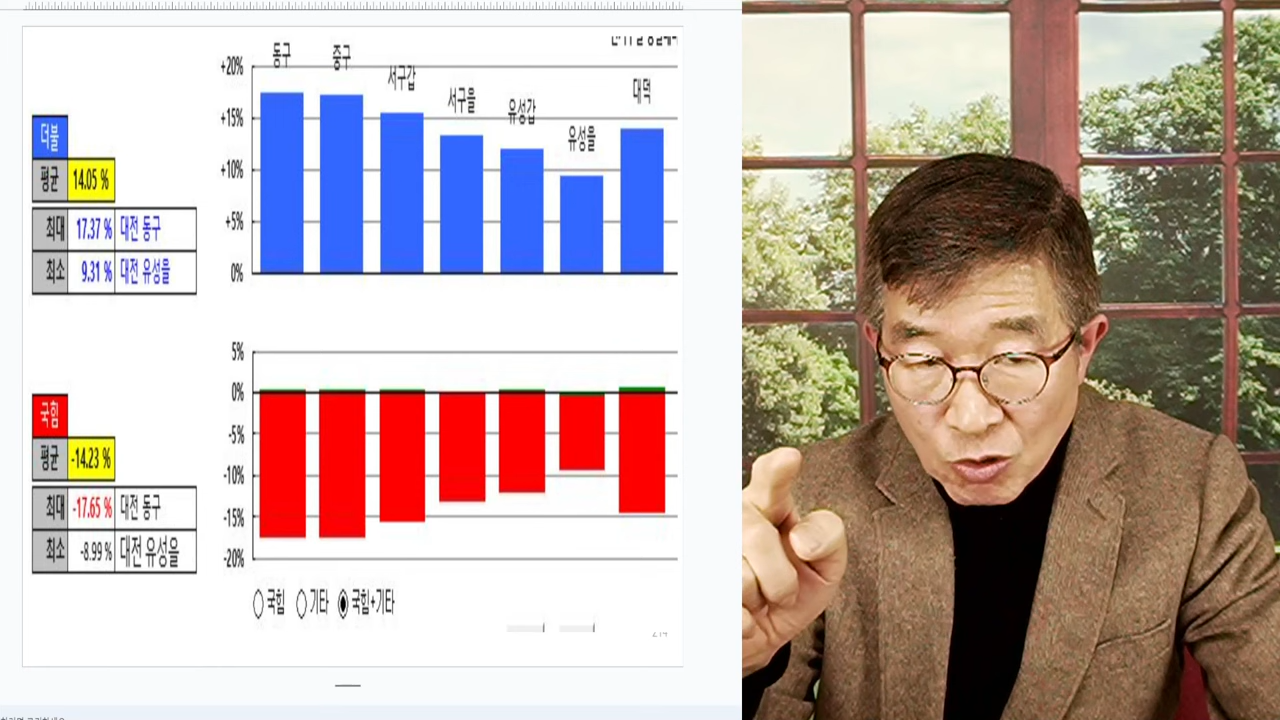 동구
중구
서구갑
서구을
유성갑
유성을
대덕
+20%
+15%
+10%
+5%
0%
더불
평균 14.05 %
최대 17.37 % 대전 동구
최소 9.31 % 대전 유성을
5%
0%
-5%
-10%
-15%
-20%
국힘
평균 -14.23 %
최대 -17.65 % 대전 동구
최소 -8.99 % 대전 유성을
국힘 기타 국힘+기타